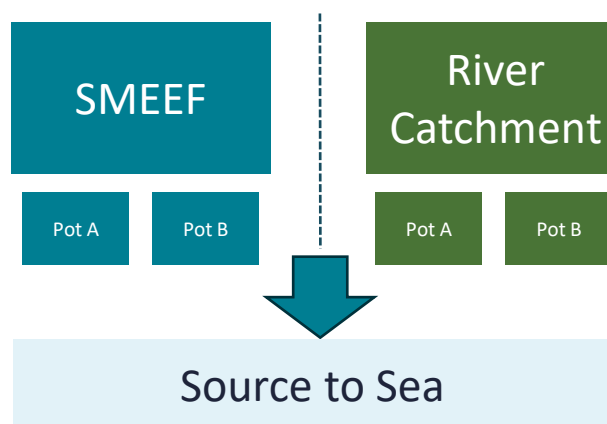 SMEEF
River
Catchment
Pot A
Pot B
Pot A
Pot B
Source to Sea